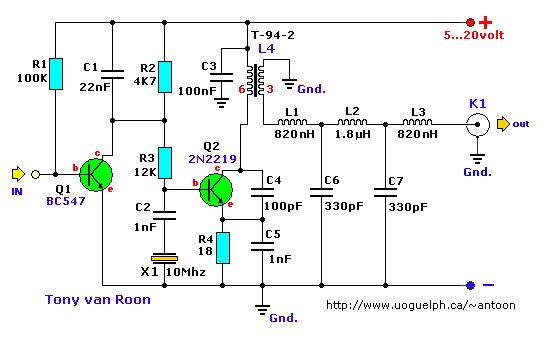 T-94-2
L4
+
5...20volt
R1
100K
C1
22nF
R2
4K7
C3
100nF
6
3
Gnd.
L1
820nH
L2
1.8µH
L3
820nH
K1
out
Gnd.
IN
b
c
e
Q1
BC547
R3
12K
Q2
2N2219
b
c
e
C4
100pF
C6
330pF
C7
330pF
C2
1nF
R4
18
C5
1nF
X1 10Mhz
-
Tony van Roon
Gnd.
http://www.uoguelph.ca/~antoon